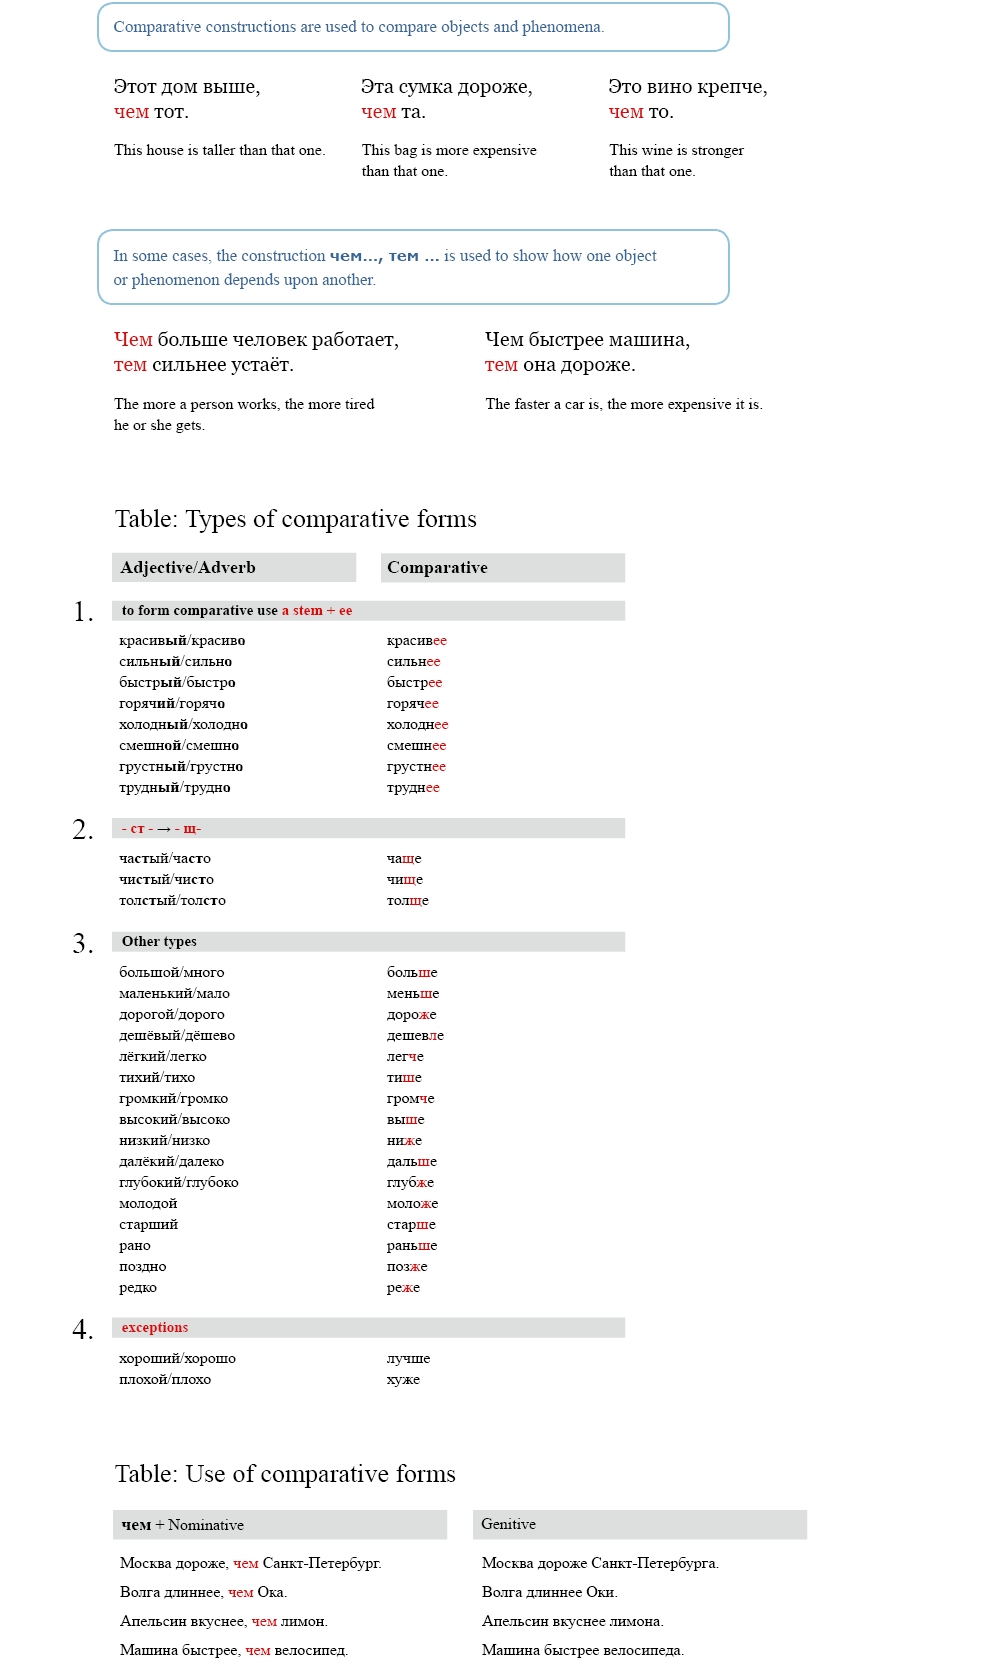 Comparative constructions are used to compare objects and phenomena.
Этот дом выше,
чем тот.
This house is taller than that one.
Эта сумка дороже,
чем та.
This bag is more expensive
than that one.
Это вино крепче,
чем то.
This wine is stronger
than that one.
In some cases, the construction чем..., тем ... is used to show how one object
or phenomenon depends upon another.
Чем больше человек работает,
тем сильнее устаёт.
The more a person works, the more tired
he or she gets.
Чем быстрее машина,
тем она дороже.
The faster a car is, the more expensive it is.
Table: Types of comparative forms
Adjective/Adverb Comparative
1. to form comparative use a stem + ее
красивый/красиво красивее
сильный/сильно сильнее
быстрый/быстро быстрее
горячий/горячо горячее
холодный/холодно холоднее
смешной/смешно смешнее
грустный/грустно грустнее
трудный/трудно труднее
2. - ст - → - щ-
частый/часто чаще
чистый/чисто чище
толстый/толсто толще
3. Other types
большой/много больше
маленький/мало меньше
дорогой/дорого дороже
дешёвый/дёшево дешевле
лёгкий/легко легче
тихий/тихо тише
громкий/громко громче
высокий/высоко выше
низкий/низко ниже
далёкий/далеко дальше
глубокий/глубоко глубже
молодой моложе
старший старше
рано раньше
поздно позже
редко реже
4. exceptions
хороший/хорошо лучше
плохой/плохо хуже
Table: Use of comparative forms
чем + Nominative Genitive
Москва дороже, чем Санкт-Петербург. Москва дороже Санкт-Петербурга.
Волга длиннее, чем Ока. Волга длиннее Оки.
Апельсин вкуснее, чем лимон. Апельсин вкуснее лимона.
Машина быстрее, чем велосипед. Машина быстрее велосипеда.